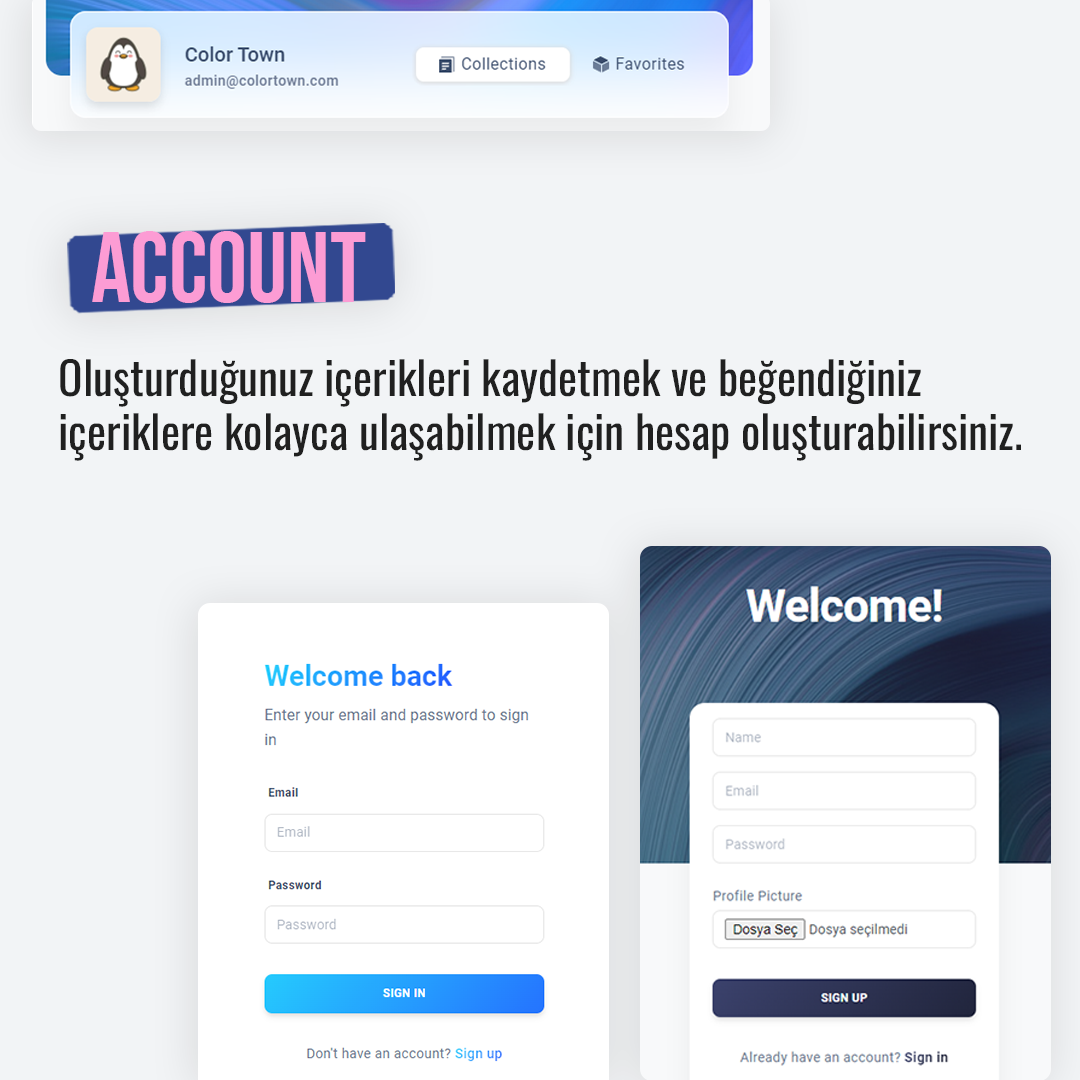 Color Town
admin@colortown.com
Collections
Favorites
ACCOUNT
Oluşturduğunuz içerikleri kaydetmek ve beğendiğiniz
içeriklere kolayca ulaşabilmek için hesap oluşturabilirsiniz.
Welcome back
Enter your email and password to sign
in
Email
Email
Password
Password
SIGN IN
Don't have an account? Sign up
Welcome!
Name
Email
Password
Profile Picture
Dosya Seç Dosya seçilmedi
SIGN UP
Already have an account? Sign in